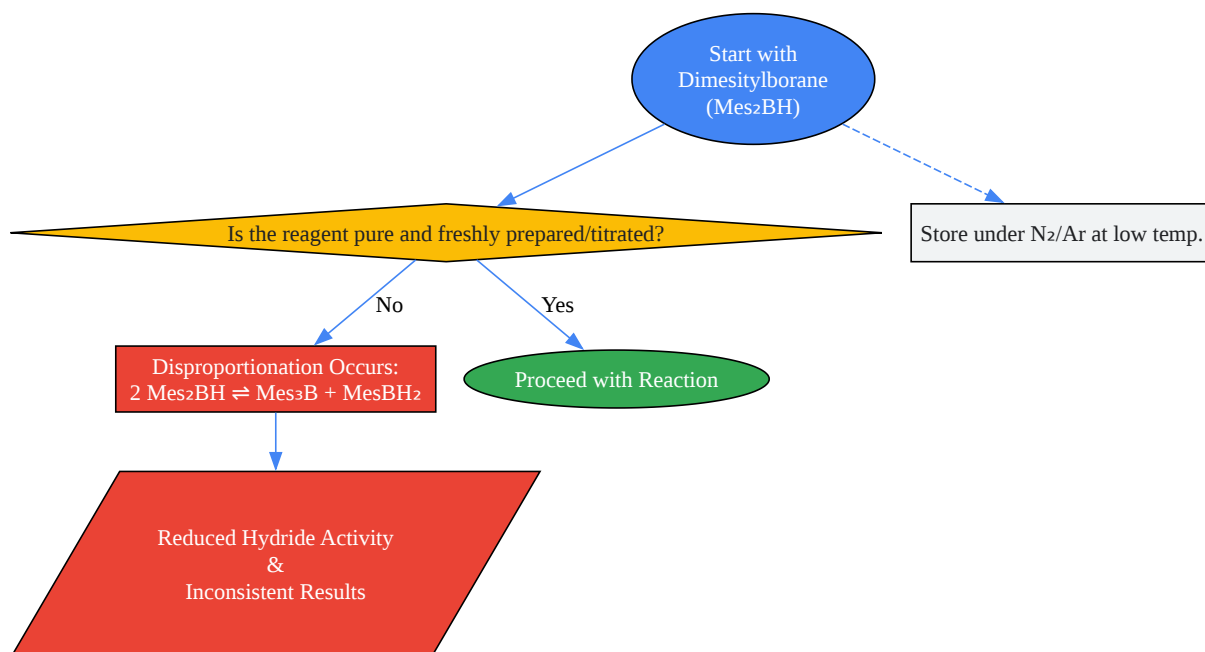 Start with
Dimesitylborane
(Mes₂BH)
Is the reagent pure and freshly prepared/titrated?
Store under N₂/Ar at low temp.
No
Yes
Disproportionation Occurs:
2 Mes₂BH ⇌ Mes₃B + MesBH₂
Proceed with Reaction
Reduced Hydride Activity
&
Inconsistent Results